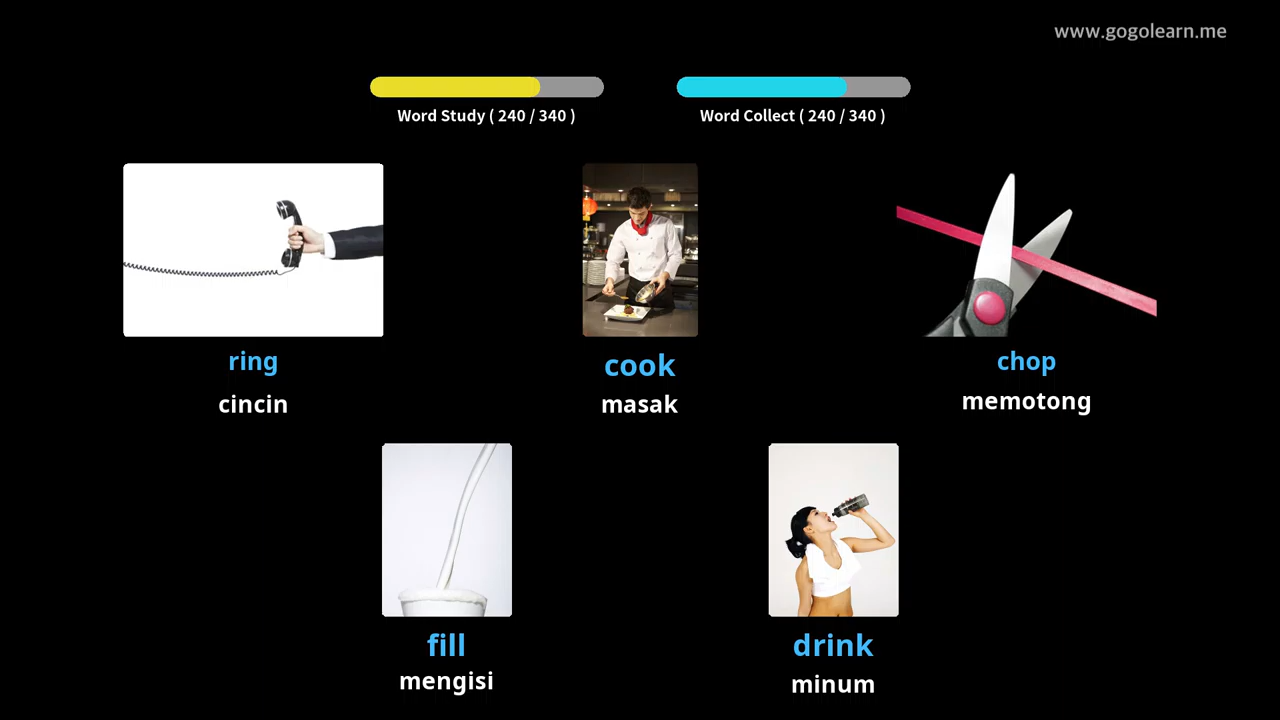 www.gogolearn.me
Word Study ( 240 / 340 )
Word Collect ( 240 / 340 )
ring
cincin
cook
masak
chop
memotong
fill
mengisi
drink
minum